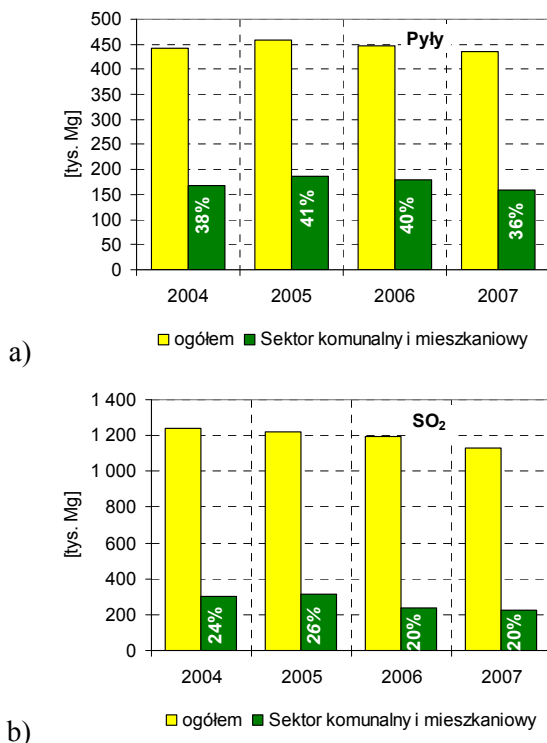 Pyły
[tys. Mg]
500
450
400
350
300
250
200
150
100
50
0
38%
41%
40%
36%
2004 2005 2006 2007
ogółem Sektor komunalny i mieszkaniowy
a)
SO₂
[tys. Mg]
1 400
1 200
1 000
800
600
400
200
0
24%
26%
20%
20%
2004 2005 2006 2007
ogółem Sektor komunalny i mieszkaniowy
b)